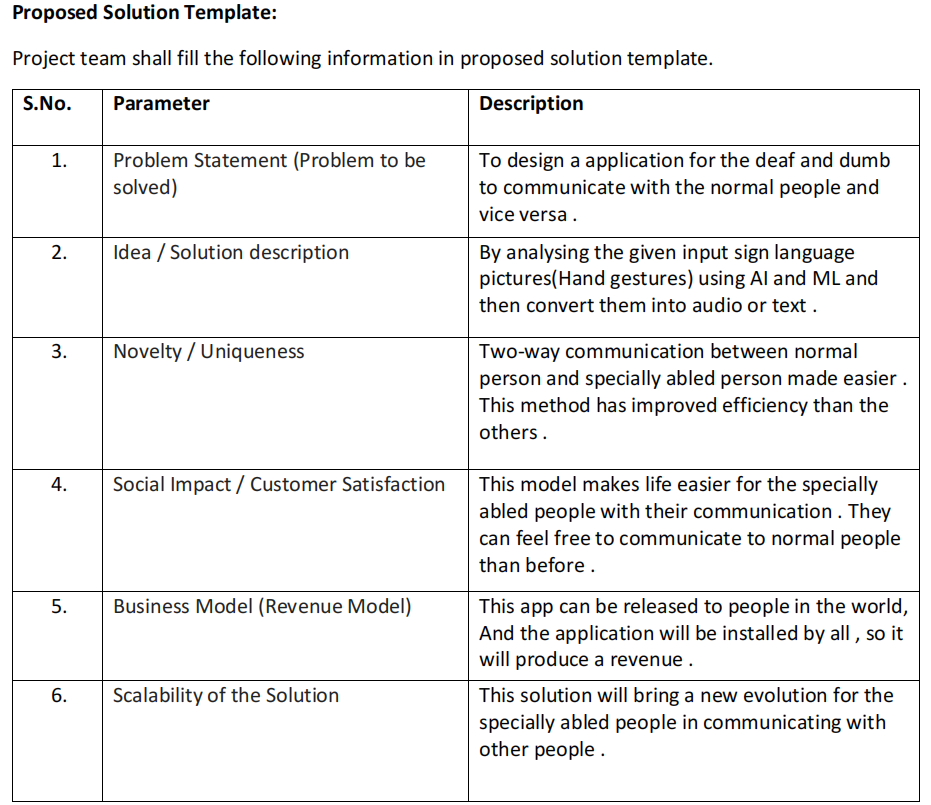 Proposed Solution Template:
Project team shall fill the following information in proposed solution template.
S.No. Parameter Description
1. Problem Statement (Problem to be solved) To design a application for the deaf and dumb
to communicate with the normal people and
vice versa .
2. Idea / Solution description By analysing the given input sign language
pictures(Hand gestures) using AI and ML and
then convert them into audio or text .
3. Novelty / Uniqueness Two-way communication between normal
person and specially abled person made easier .
This method has improved efficiency than the
others .
4. Social Impact / Customer Satisfaction This model makes life easier for the specially
abled people with their communication . They
can feel free to communicate to normal people
than before .
5. Business Model (Revenue Model) This app can be released to people in the world,
And the application will be installed by all , so it
will produce a revenue .
6. Scalability of the Solution This solution will bring a new evolution for the
specially abled people in communicating with
other people .